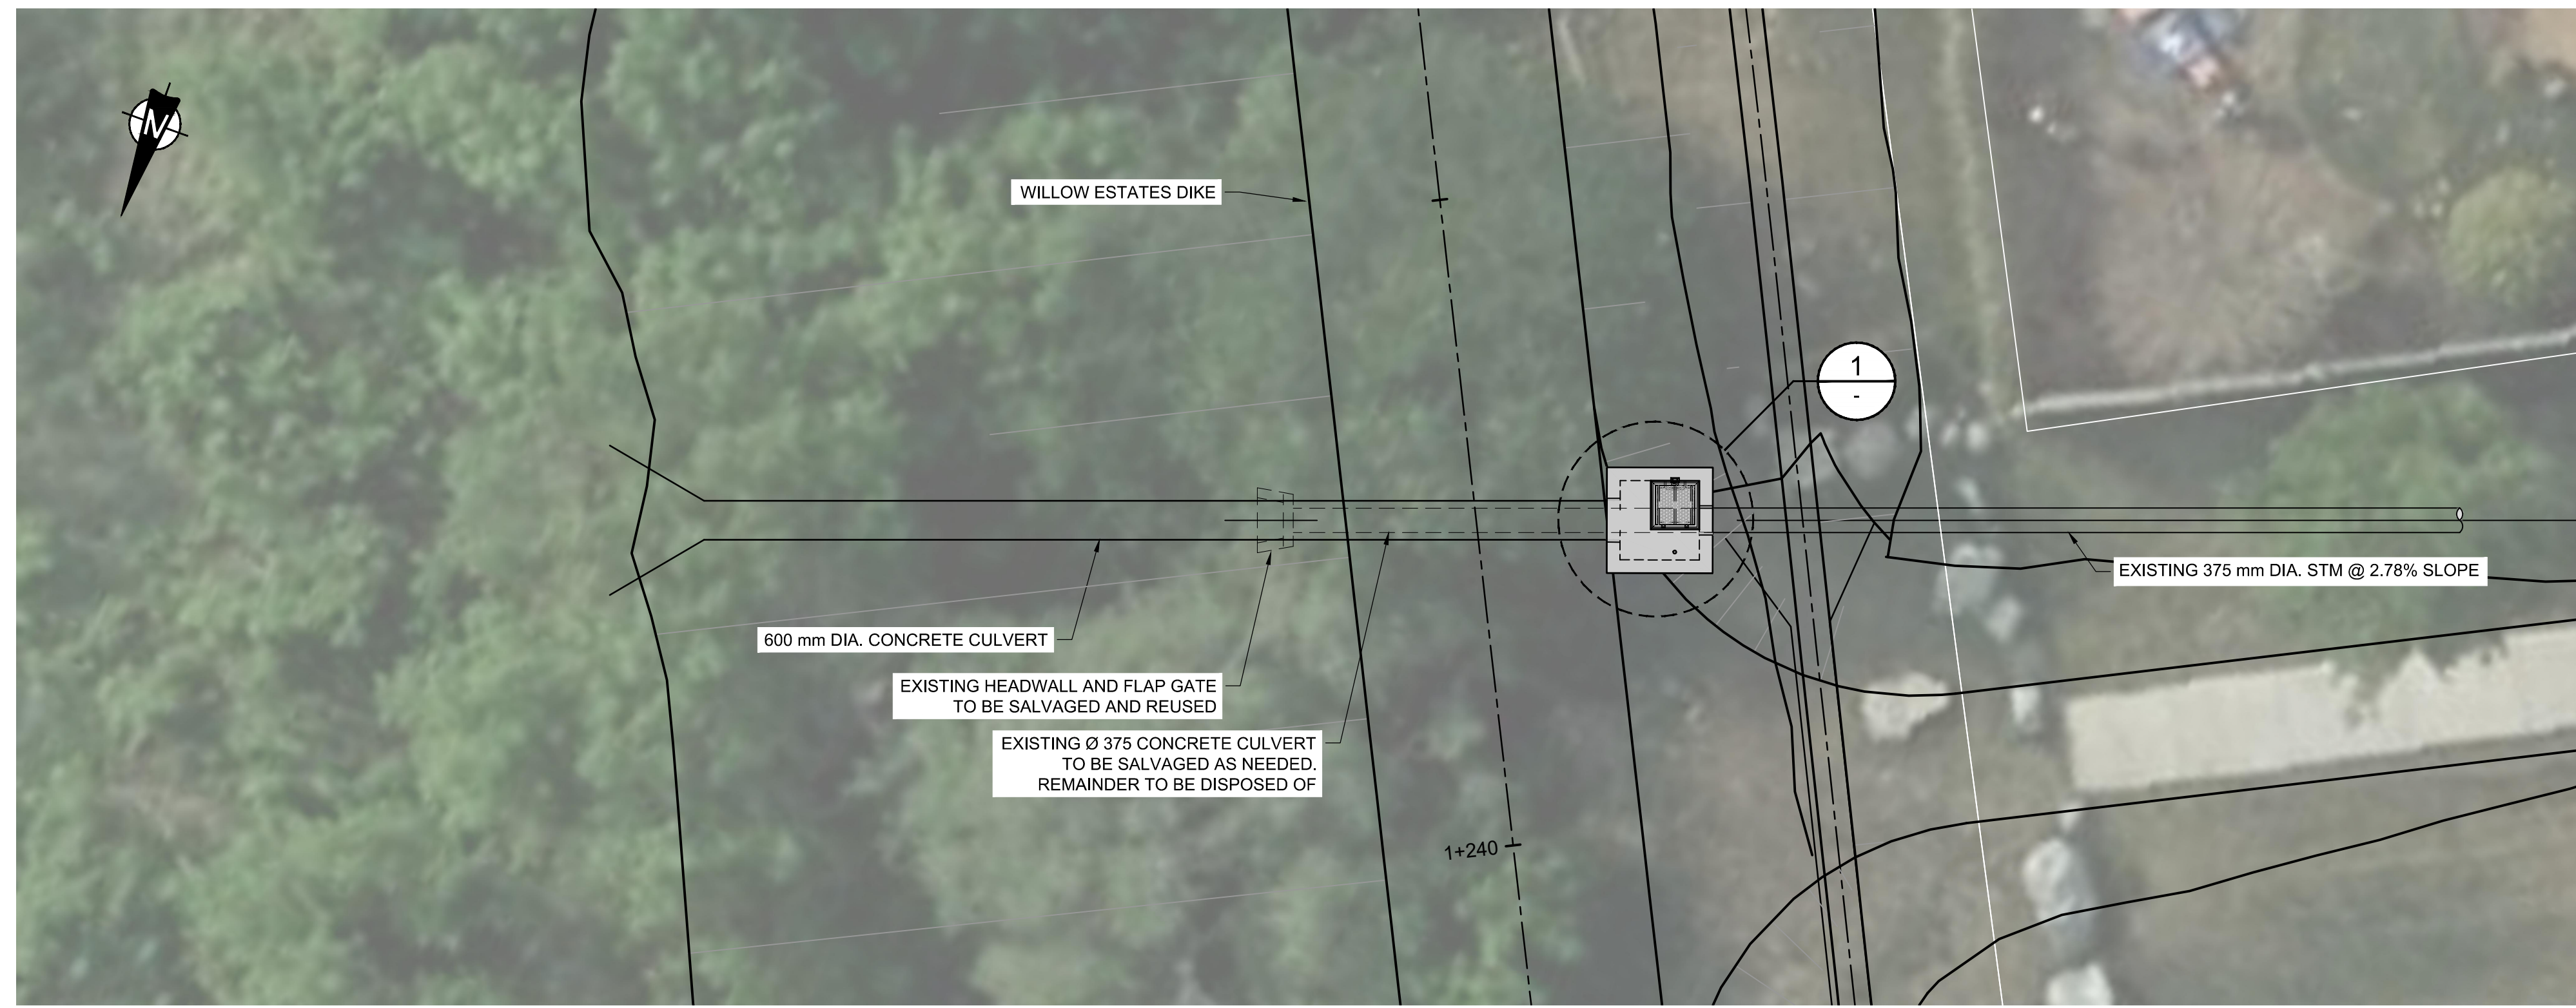 N
WILLOW ESTATES DIKE
1
-
EXISTING 375 mm DIA. STM @ 2.78% SLOPE
600 mm DIA. CONCRETE CULVERT
EXISTING HEADWALL AND FLAP GATE
TO BE SALVAGED AND REUSED
EXISTING Ø 375 CONCRETE CULVERT
TO BE SALVAGED AS NEEDED.
REMAINDER TO BE DISPOSED OF
1+240